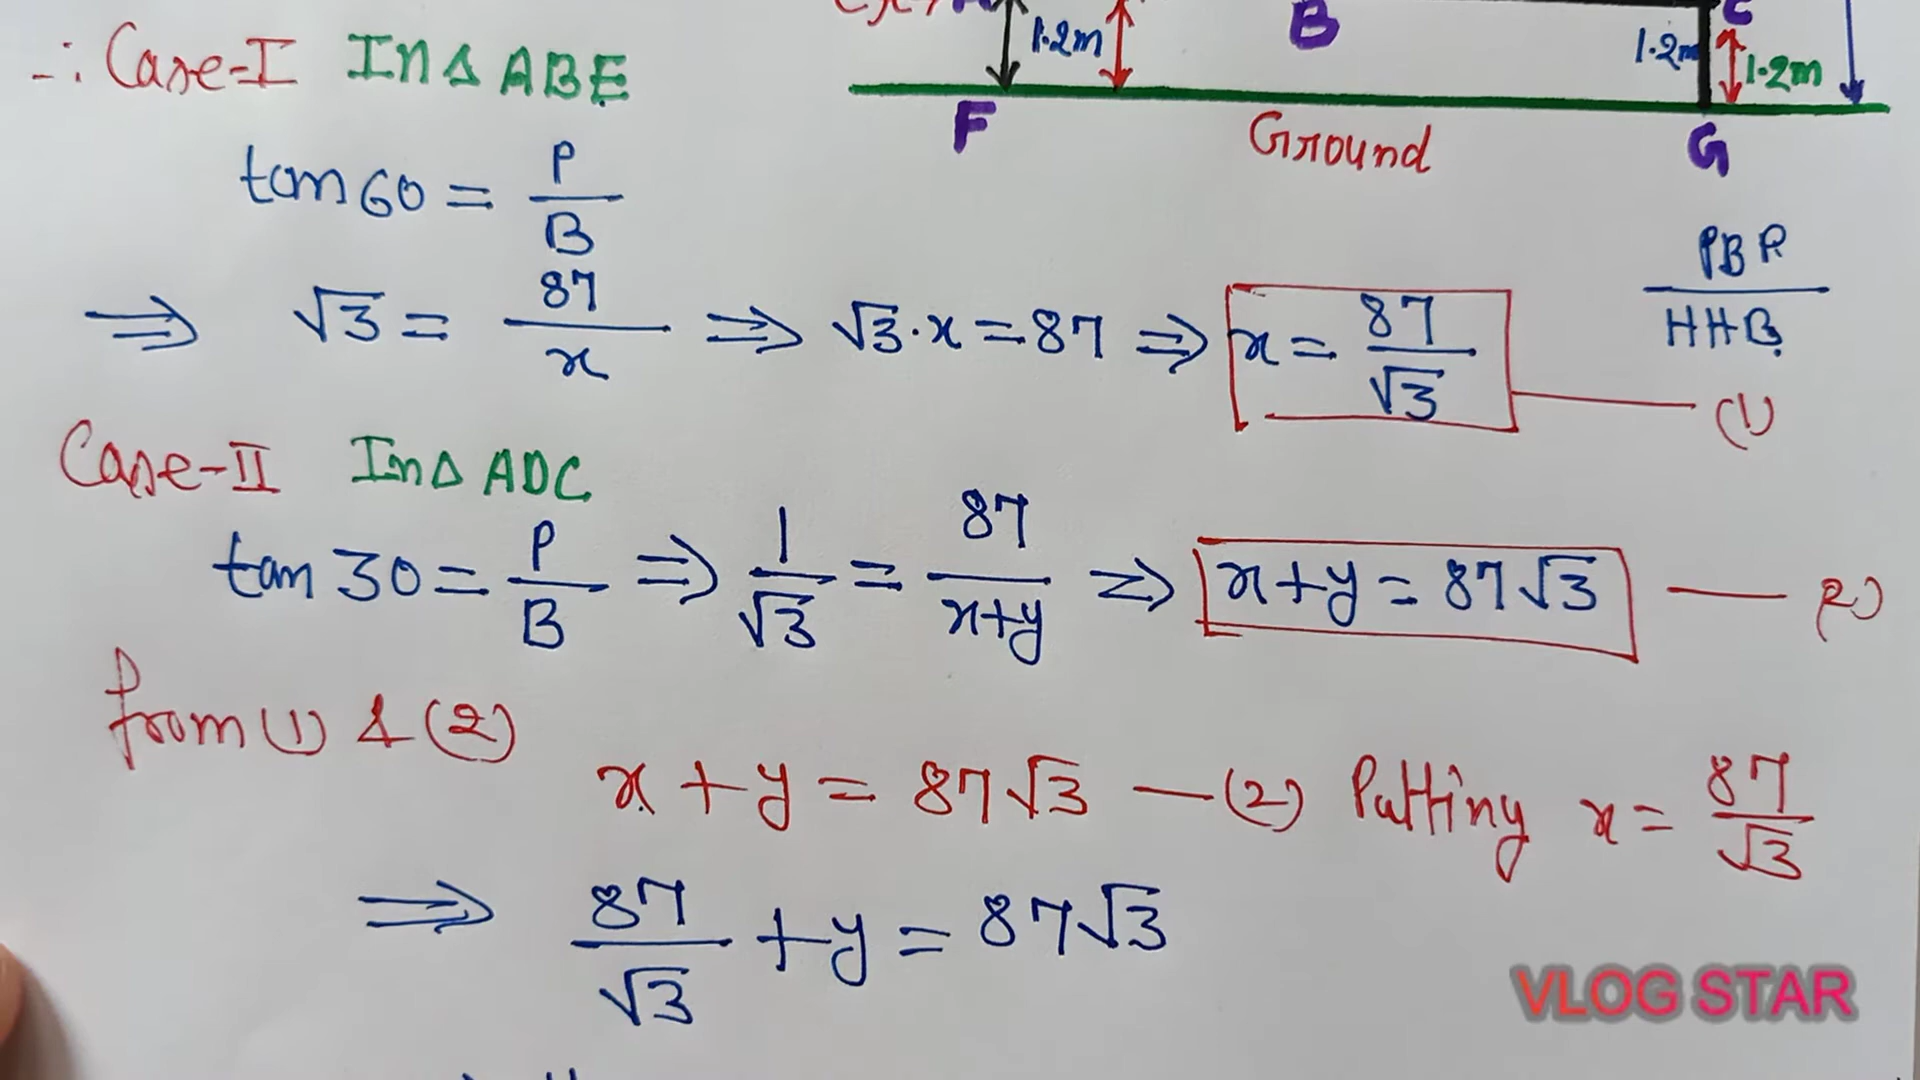 1.2m B 1.2m C 1.2m
F Ground G
∴ Case-I In Δ ABE
tan 60 = P/B
PBP/HHB
⇒ √3 = 87/x ⇒ √3·x = 87 ⇒ x = 87/√3 — (1)
Case-II In Δ ADC
tan 30 = P/B ⇒ 1/√3 = 87/x+y ⇒ x+y = 87√3 — (2)
from (1) & (2)
x + y = 87√3 — (2) Putting x = 87/√3
⇒ 87/√3 + y = 87√3
VLOG STAR